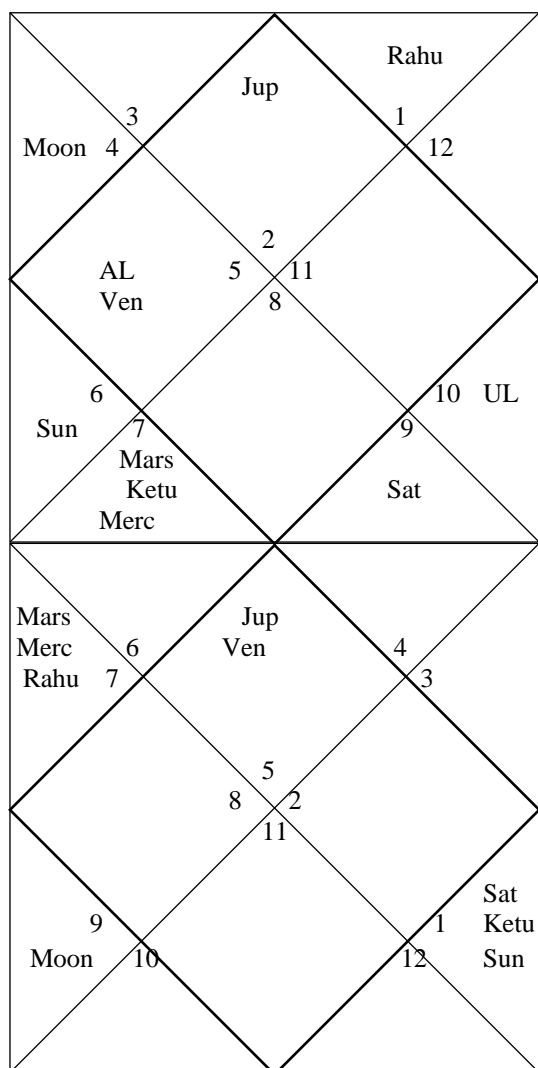 Rahu
Jup
3
1
Moon 4
12
2
AL
5
11
Ven
8
6
10 UL
Sun
7
9
Mars
Ketu
Sat
Merc
Mars
Jup
Merc
6
Ven
4
Rahu
7
3
5
8
2
11
Sat
9
1
Ketu
Moon
10
12
Sun